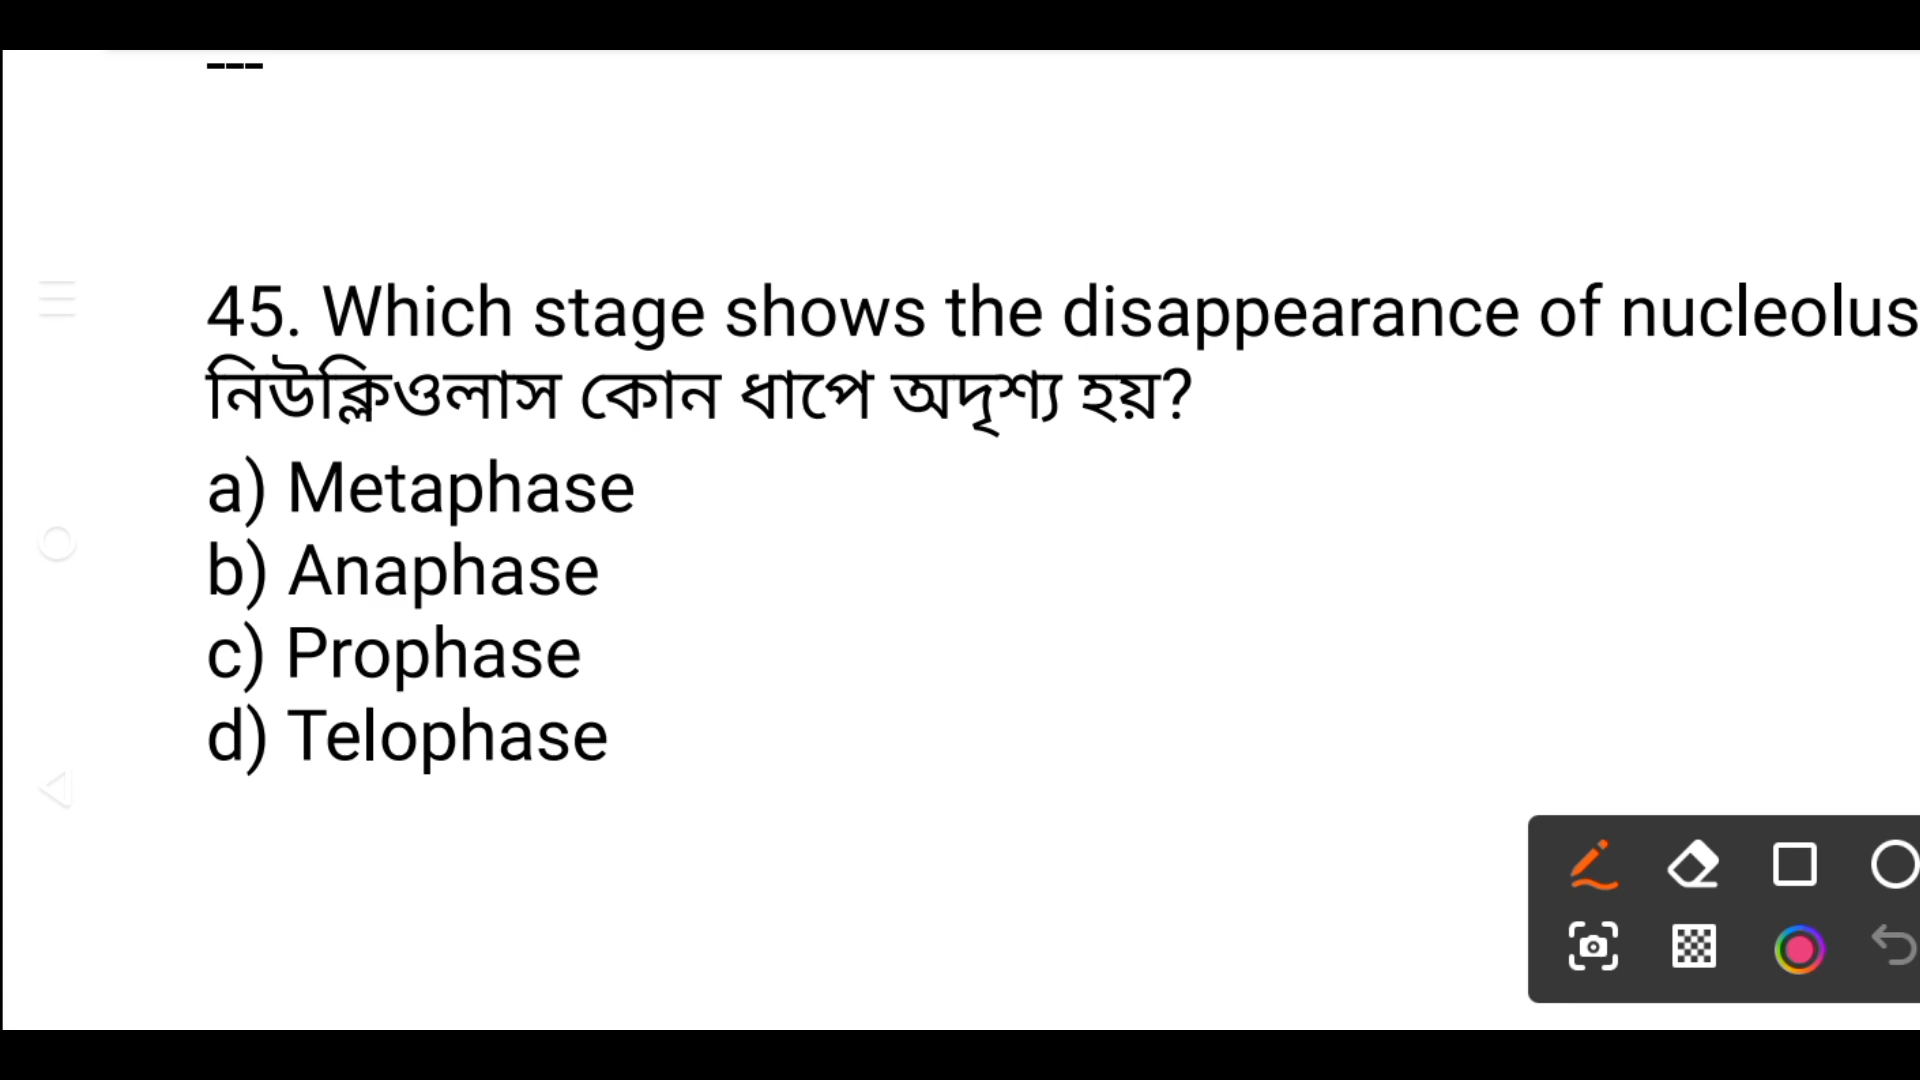 ---
45. Which stage shows the disappearance of nucleolus
নিউক্লিওলাস কোন ধাপে অদৃশ্য হয়?
a) Metaphase
b) Anaphase
c) Prophase
d) Telophase